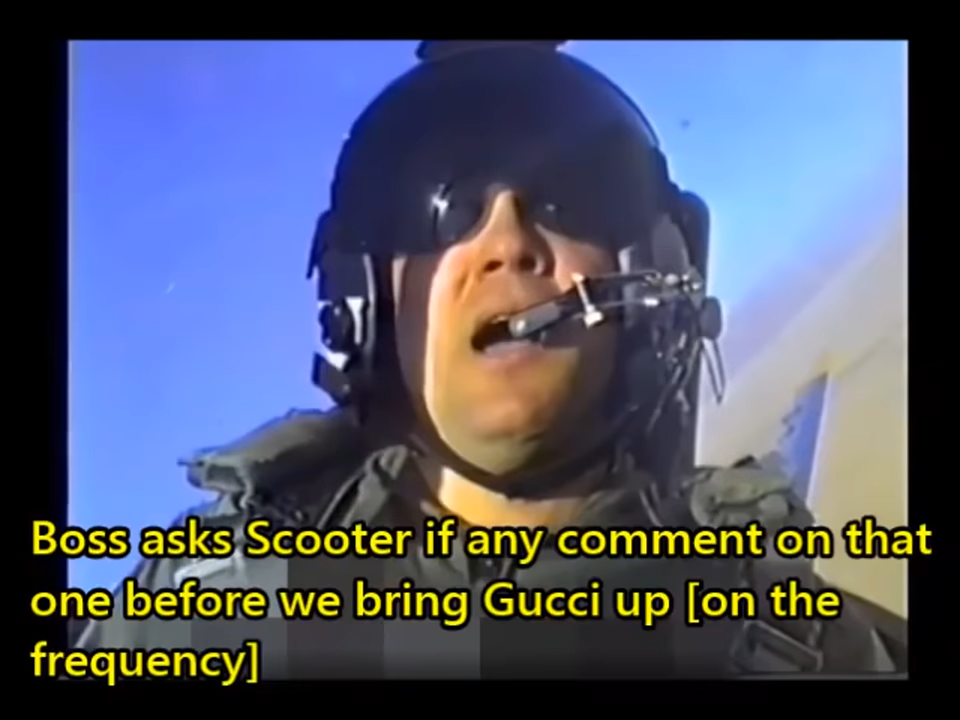 Boss asks Scooter if any comment on that
one before we bring Gucci up [on the
frequency]